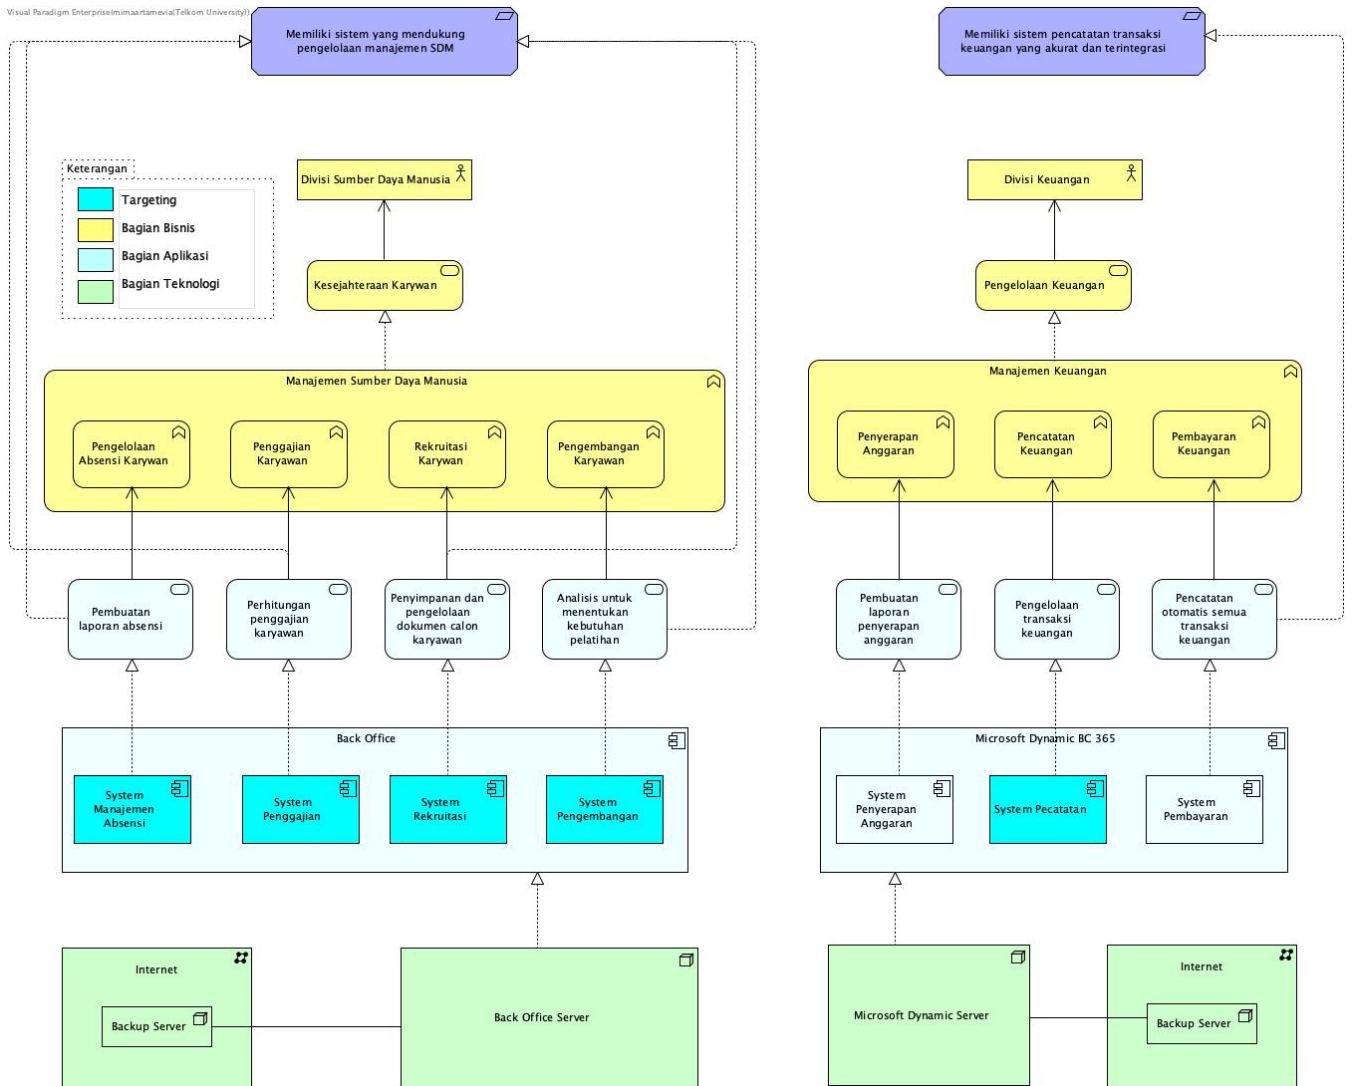 Visual Paradigm Enterprise(mimaartamevia(Telkom University))
Memiliki sistem yang mendukung
pengelolaan manajemen SDM
Memiliki sistem pencatatan transaksi
keuangan yang akurat dan terintegrasi
Keterangan
Targeting
Bagian Bisnis
Bagian Aplikasi
Bagian Teknologi
Divisi Sumber Daya Manusia
Divisi Keuangan
Kesejahteraan Karywan
Pengelolaan Keuangan
Manajemen Sumber Daya Manusia
Pengelolaan
Absensi Karywan
Penggajian
Karyawan
Rekruitasi
Karywan
Pengembangan
Karyawan
Manajemen Keuangan
Penyerapan
Anggaran
Pencatatan
Keuangan
Pembayaran
Keuangan
Pembuatan
laporan absensi
Perhitungan
penggajian
karyawan
Penyimpanan dan
pengelolaan
dokumen calon
karyawan
Analisis untuk
menentukan
kebutuhan
pelatihan
Pembuatan
laporan
penyerapan
anggaran
Pengelolaan
transaksi
keuangan
Pencatatan
otomatis semua
transaksi
keuangan
Back Office
System
Manajemen
Absensi
System
Penggajian
System
Rekruitasi
System
Pengembangan
Microsoft Dynamic BC 365
System
Penyerapan
Anggaran
System Pecatatan
System
Pembayaran
Internet
Backup Server
Back Office Server
Microsoft Dynamic Server
Internet
Backup Server